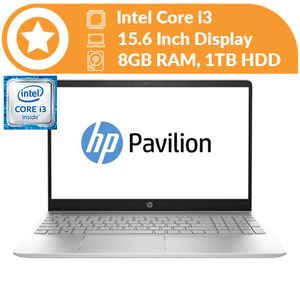 Intel Core i3
15.6 Inch Display
8GB RAM, 1TB HDD
intel
CORE i3
inside
hp Pavilion